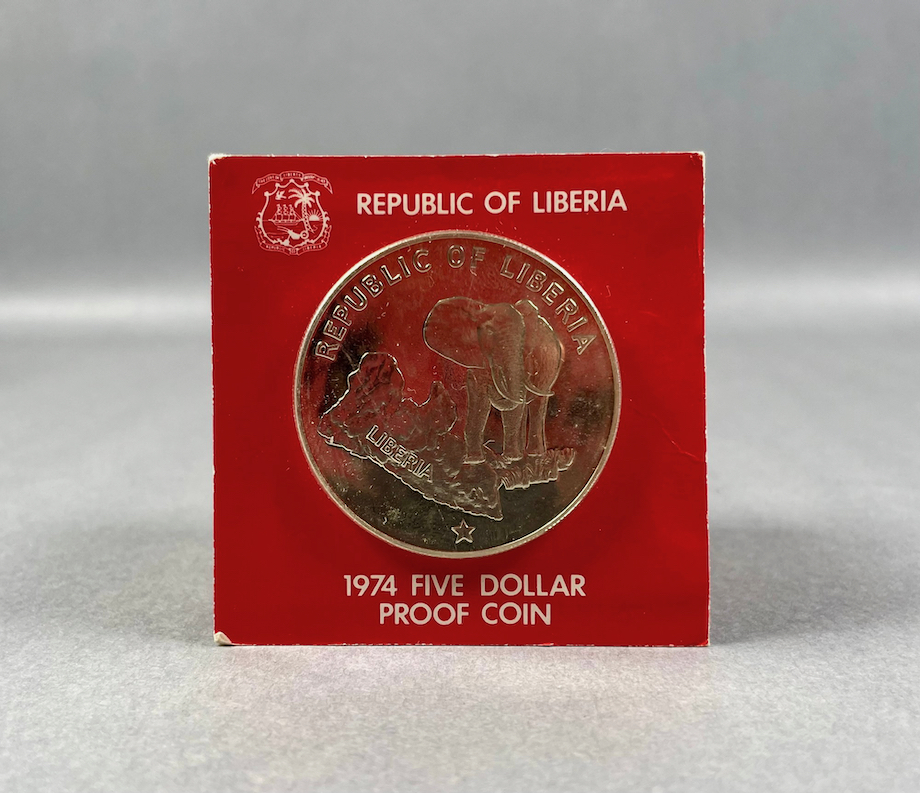 REPUBLIC OF LIBERIA
REPUBLIC OF LIBERIA
LIBERIA
1974 FIVE DOLLAR
PROOF COIN